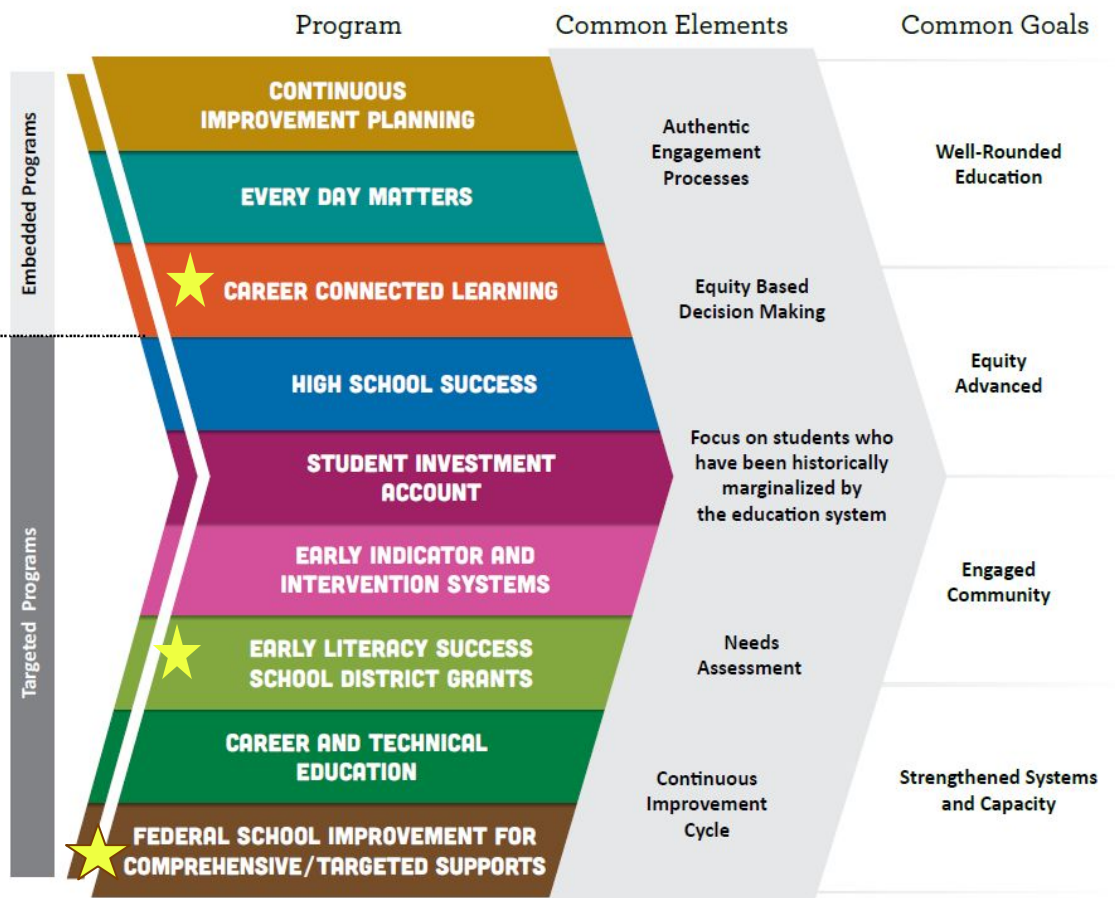 Program
Common Elements
Common Goals
Embedded Programs
Targeted Programs
CONTINUOUS
IMPROVEMENT PLANNING
EVERY DAY MATTERS
CAREER CONNECTED LEARNING
HIGH SCHOOL SUCCESS
STUDENT INVESTMENT
ACCOUNT
EARLY INDICATOR AND
INTERVENTION SYSTEMS
EARLY LITERACY SUCCESS
SCHOOL DISTRICT GRANTS
CAREER AND TECHNICAL
EDUCATION
FEDERAL SCHOOL IMPROVEMENT FOR
COMPREHENSIVE/TARGETED SUPPORTS
Authentic
Engagement
Processes
Equity Based
Decision Making
Focus on students who
have been historically
marginalized by
the education system
Needs
Assessment
Continuous
Improvement
Cycle
Well-Rounded
Education
Equity
Advanced
Engaged
Community
Strengthened Systems
and Capacity